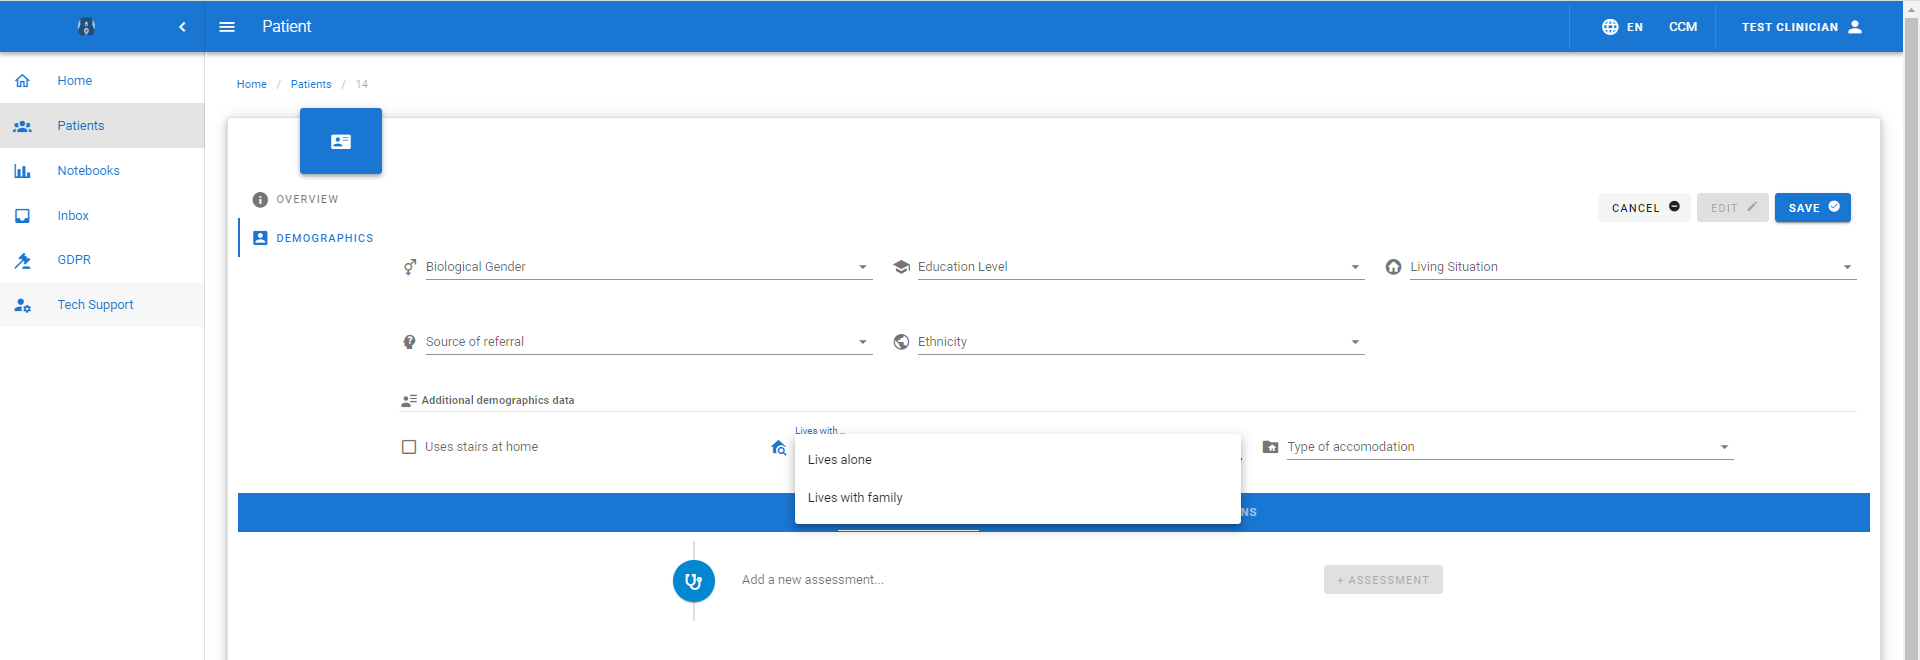 Patient
EN
CCM
TEST CLINICIAN
Home
Patients
Notebooks
Inbox
GDPR
Tech Support
Home / Patients / 14
OVERVIEW
DEMOGRAPHICS
CANCEL
EDIT
SAVE
Biological Gender
Education Level
Living Situation
Source of referral
Ethnicity
Additional demographics data
Uses stairs at home
Lives with ..
Lives alone
Lives with family
Type of accomodation
NS
Add a new assessment...
+ ASSESSMENT